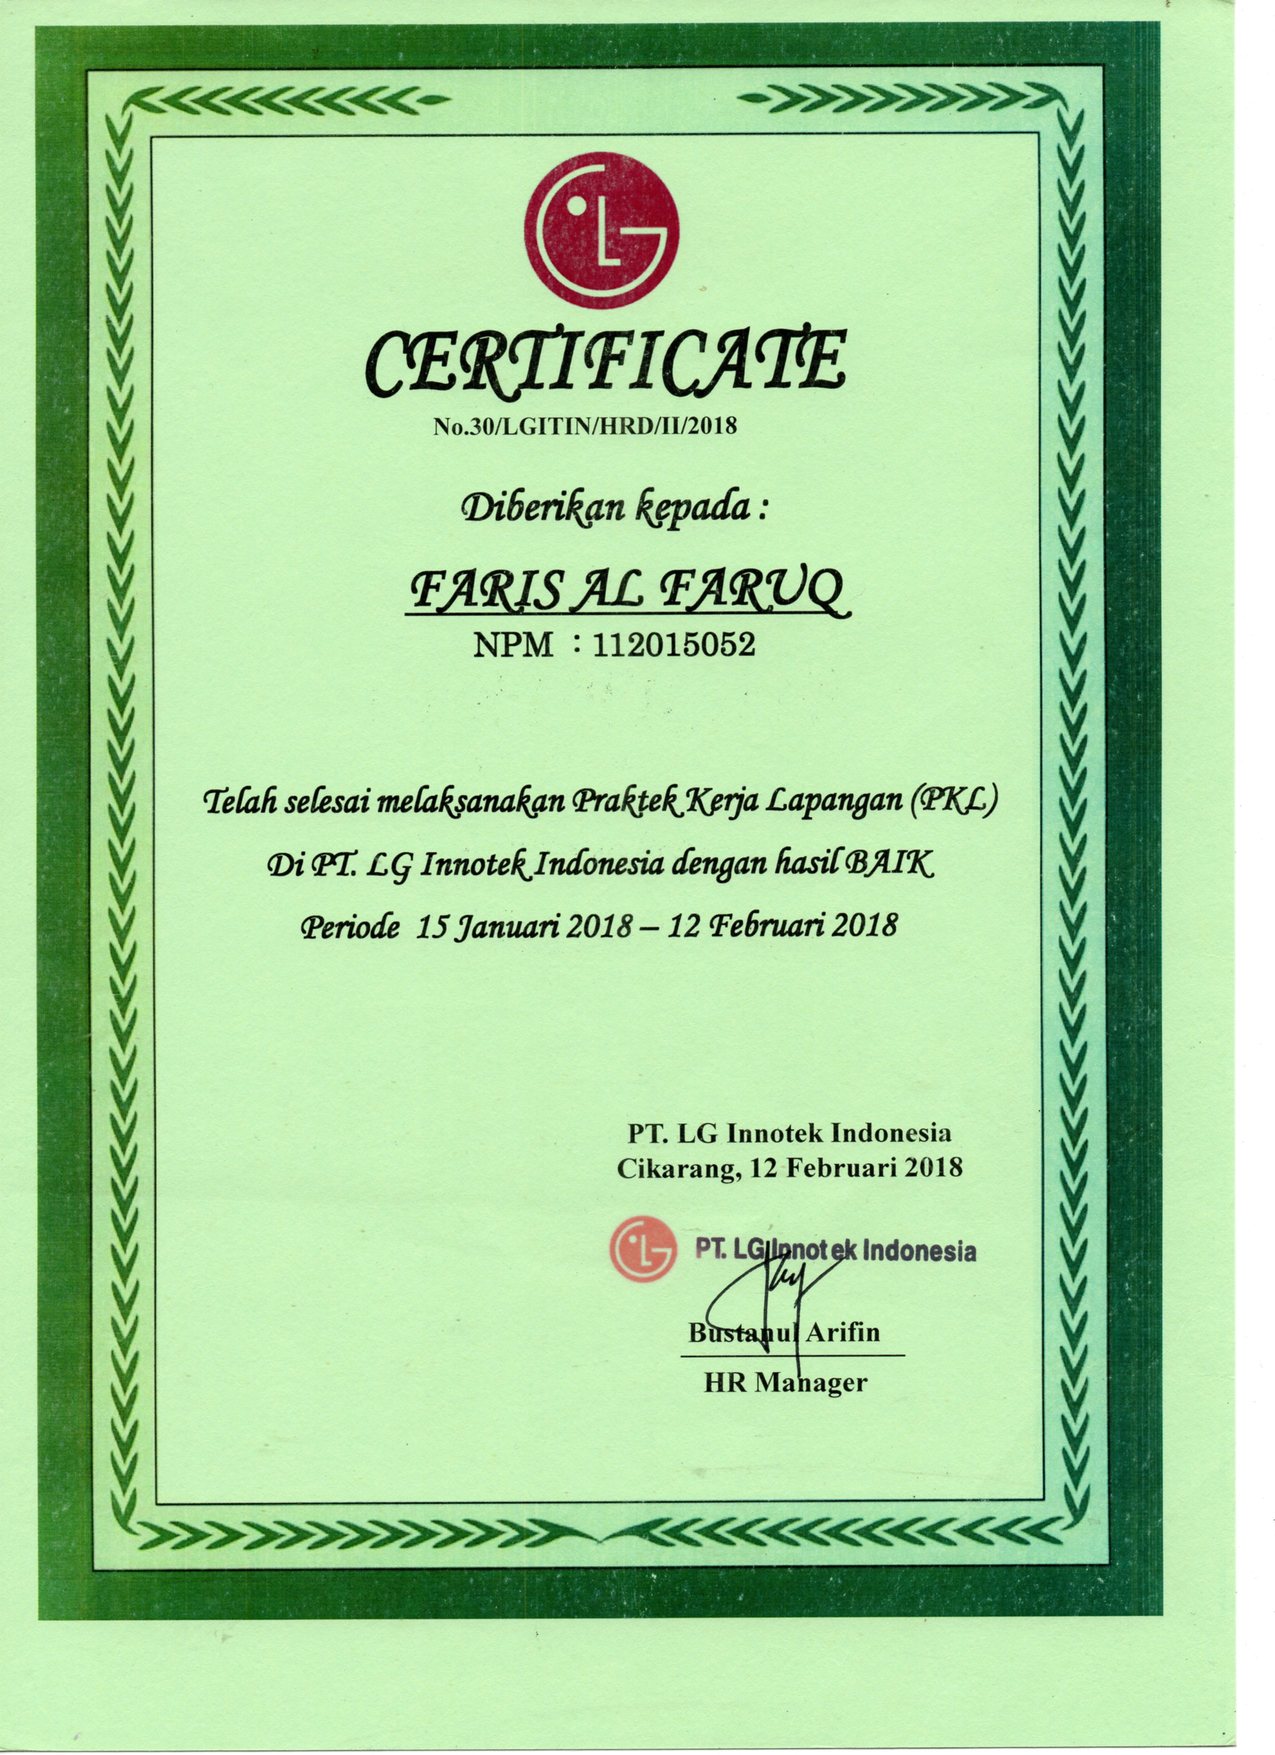 LG
CERTIFICATE
No.30/LGITIN/HRD/II/2018
Diberikan kepada :
FARIS AL FARUQ
NPM : 112015052
Telah selesai melaksanakan Praktek Kerja Lapangan (PKL)
Di PT. LG Innotek Indonesia dengan hasil BAIK
Periode 15 Januari 2018 – 12 Februari 2018
PT. LG Innotek Indonesia
Cikarang, 12 Februari 2018
LG PT. LG Innotek Indonesia
Bustanul Arifin
HR Manager